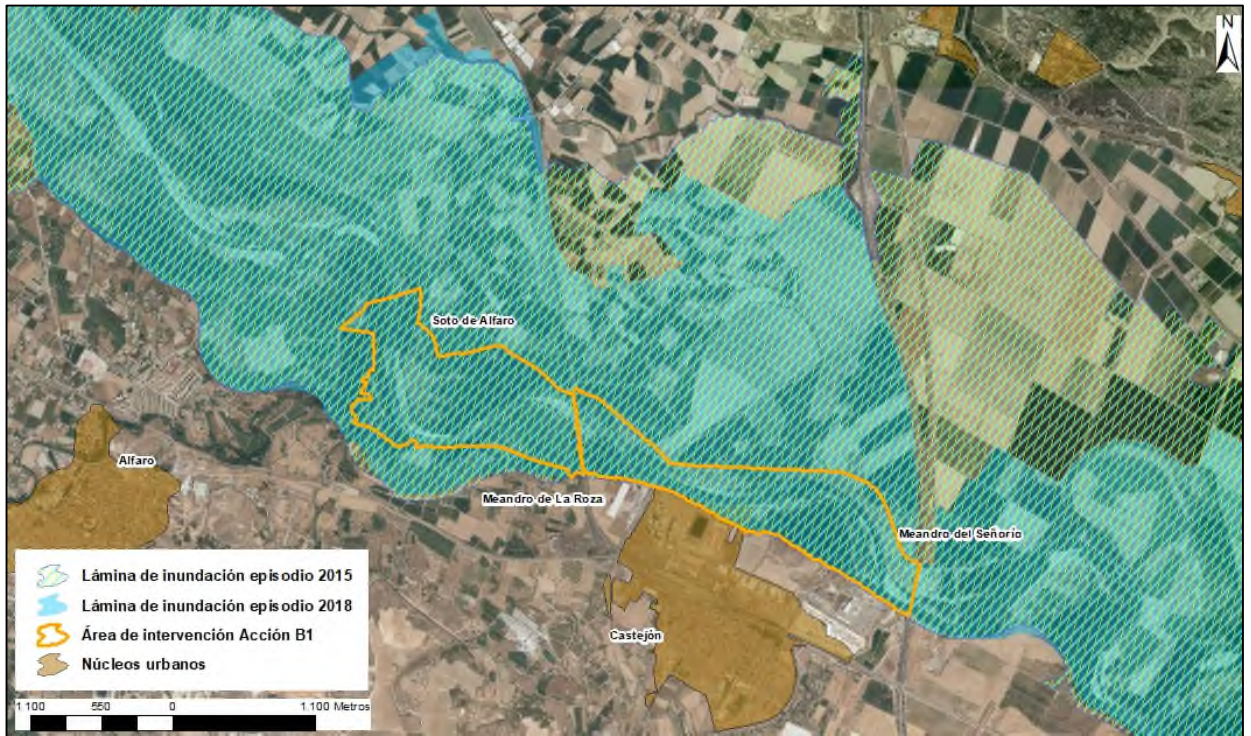 N
Soto de Alfaro
Alfaro
Meandro de La Roza
Meandro del Señorío
Castejón
Lámina de inundación episodio 2015
Lámina de inundación episodio 2018
Área de intervención Acción B1
Núcleos urbanos
1.100 550 0 1.100 Metros